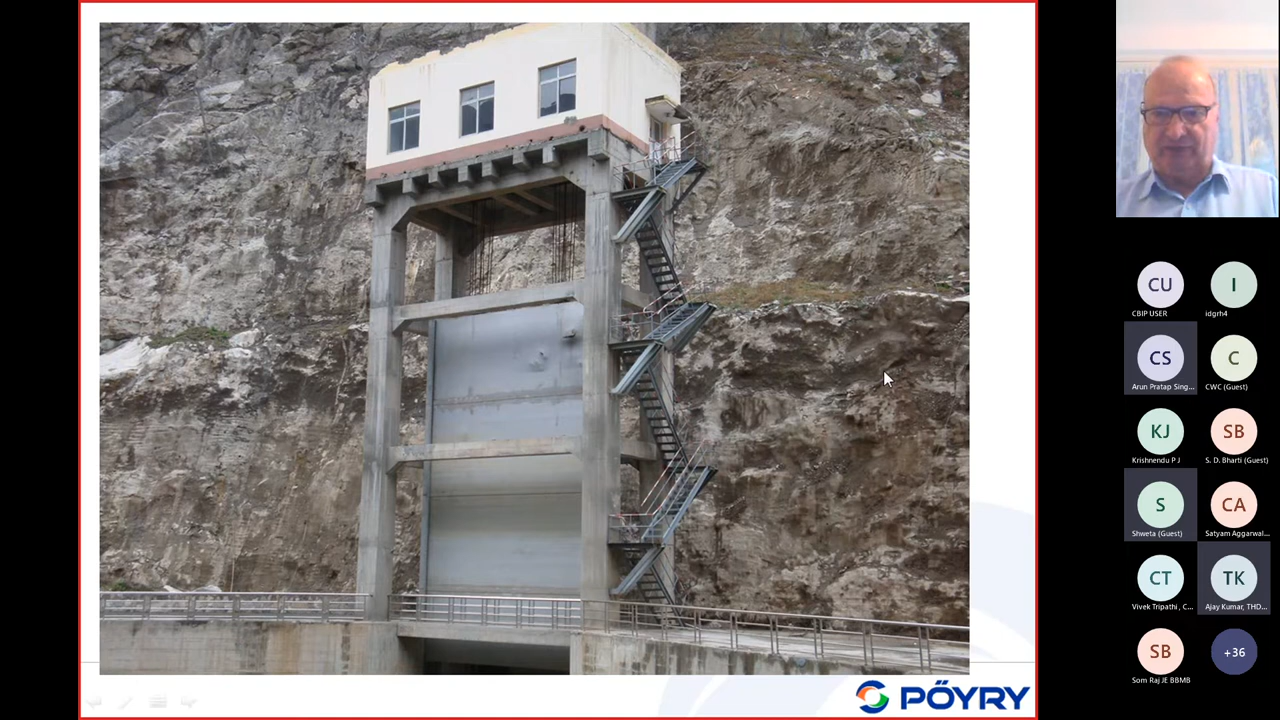 PÖYRY
CU
I
CBIP USER
idgrh4
CS
C
Arun Pratap Sing...
CWC (Guest)
KJ
SB
Krishnendu P J
S. D. Bharti (Guest)
S
CA
Shweta (Guest)
Satyam Aggarwal...
CT
TK
Vivek Tripathi , C...
Ajay Kumar, THD...
SB
+36
Som Raj JE BBMB